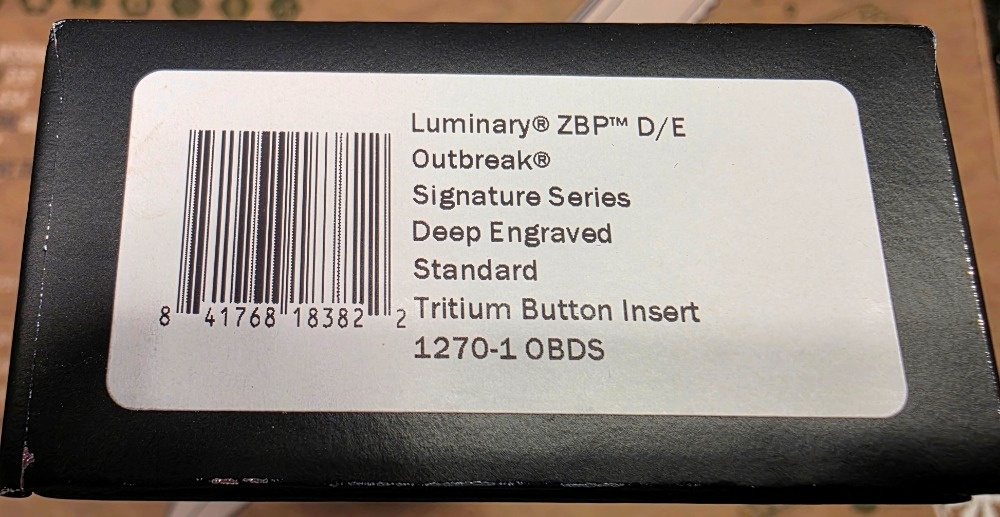 Luminary® ZBP™ D/E
Outbreak®
Signature Series
Deep Engraved
Standard
Tritium Button Insert
1270-1 OBDS
8 41768 18382 2